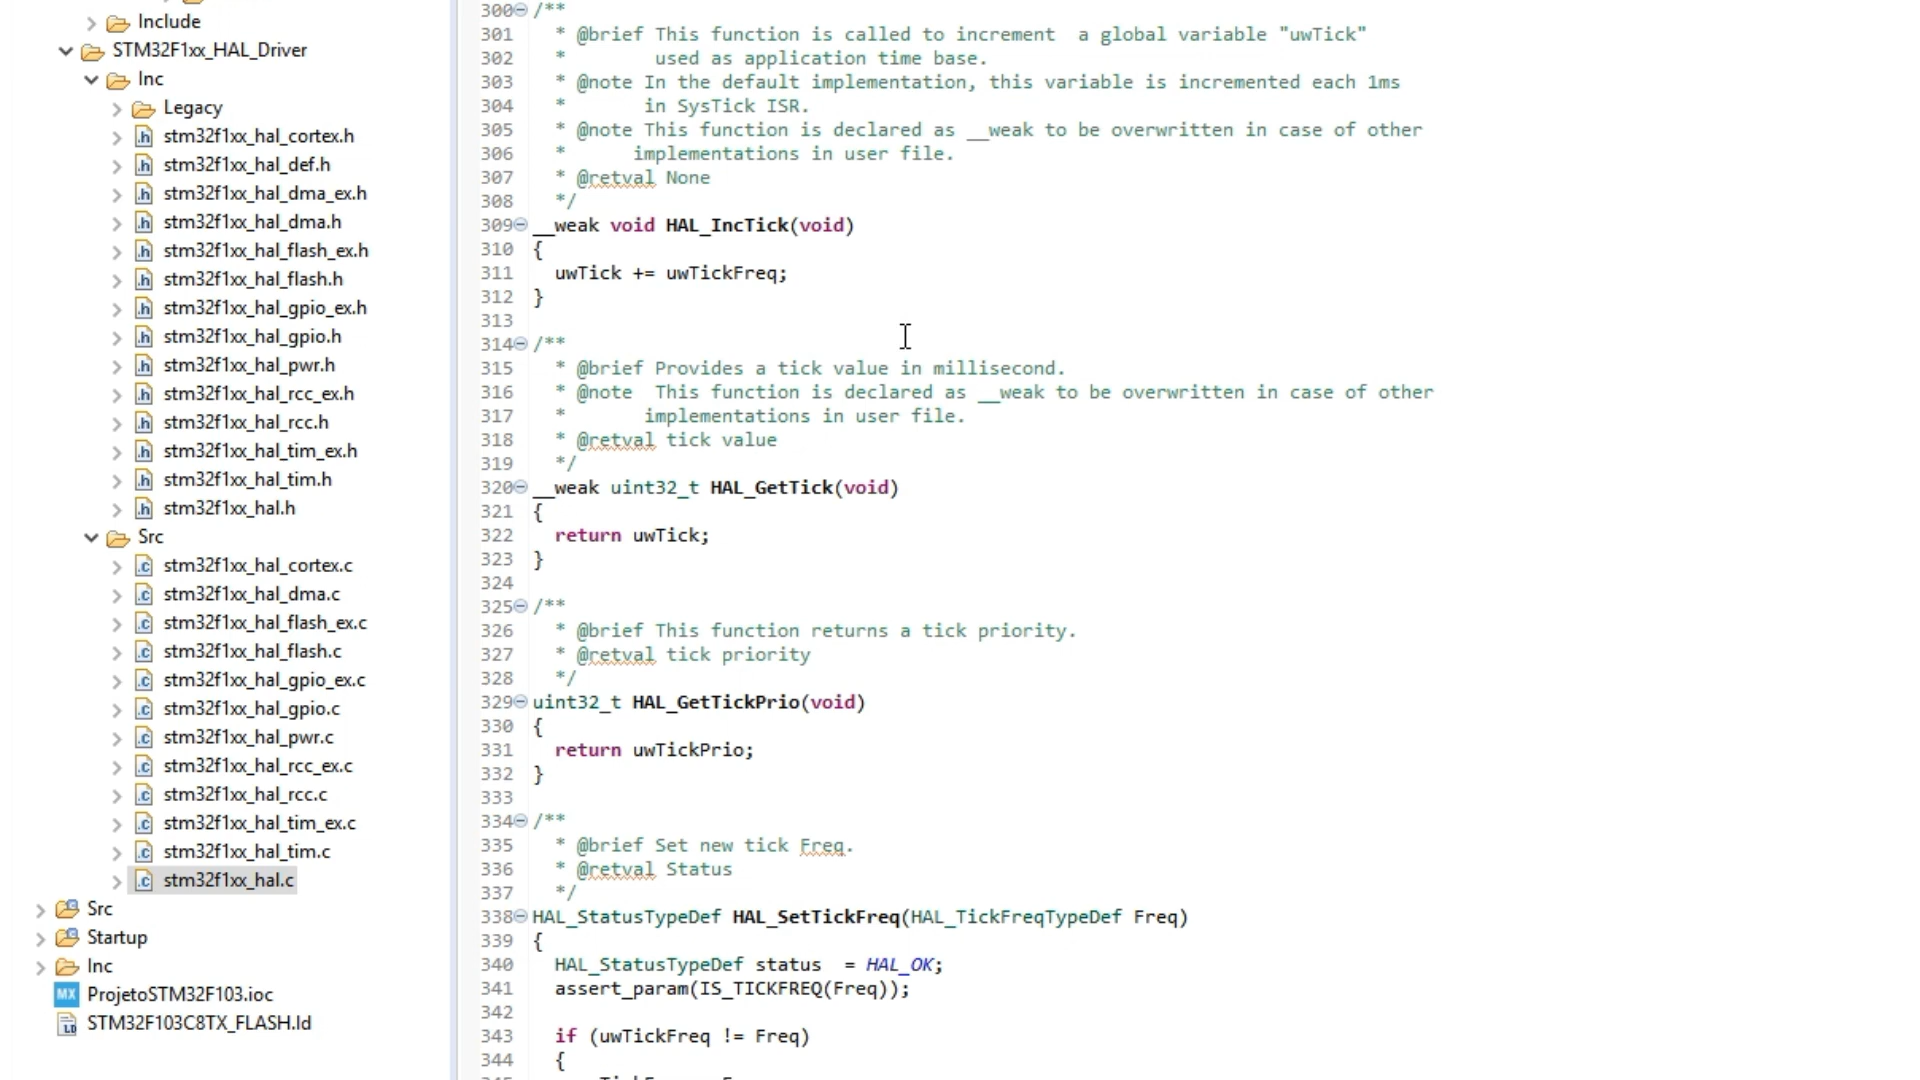 Include
STM32F1xx_HAL_Driver
Inc
Legacy
stm32f1xx_hal_cortex.h
stm32f1xx_hal_def.h
stm32f1xx_hal_dma_ex.h
stm32f1xx_hal_dma.h
stm32f1xx_hal_flash_ex.h
stm32f1xx_hal_flash.h
stm32f1xx_hal_gpio_ex.h
stm32f1xx_hal_gpio.h
stm32f1xx_hal_pwr.h
stm32f1xx_hal_rcc_ex.h
stm32f1xx_hal_rcc.h
stm32f1xx_hal_tim_ex.h
stm32f1xx_hal_tim.h
stm32f1xx_hal.h
Src
stm32f1xx_hal_cortex.c
stm32f1xx_hal_dma.c
stm32f1xx_hal_flash_ex.c
stm32f1xx_hal_flash.c
stm32f1xx_hal_gpio_ex.c
stm32f1xx_hal_gpio.c
stm32f1xx_hal_pwr.c
stm32f1xx_hal_rcc_ex.c
stm32f1xx_hal_rcc.c
stm32f1xx_hal_tim_ex.c
stm32f1xx_hal_tim.c
stm32f1xx_hal.c
Src
Startup
Inc
MX ProjetoSTM32F103.ioc
STM32F103C8TX_FLASH.ld
300 /**
301   * @brief This function is called to increment  a global variable "uwTick"
302   *        used as application time base.
303   * @note In the default implementation, this variable is incremented each 1ms
304   *       in SysTick ISR.
305   * @note This function is declared as __weak to be overwritten in case of other
306   *      implementations in user file.
307   * @retval None
308   */
309 __weak void HAL_IncTick(void)
310 {
311   uwTick += uwTickFreq;
312 }
313
314 /**
315   * @brief Provides a tick value in millisecond.
316   * @note  This function is declared as __weak to be overwritten in case of other
317   *       implementations in user file.
318   * @retval tick value
319   */
320 __weak uint32_t HAL_GetTick(void)
321 {
322   return uwTick;
323 }
324
325 /**
326   * @brief This function returns a tick priority.
327   * @retval tick priority
328   */
329 uint32_t HAL_GetTickPrio(void)
330 {
331   return uwTickPrio;
332 }
333
334 /**
335   * @brief Set new tick Freq.
336   * @retval Status
337   */
338 HAL_StatusTypeDef HAL_SetTickFreq(HAL_TickFreqTypeDef Freq)
339 {
340   HAL_StatusTypeDef status  = HAL_OK;
341   assert_param(IS_TICKFREQ(Freq));
342
343   if (uwTickFreq != Freq)
344   {